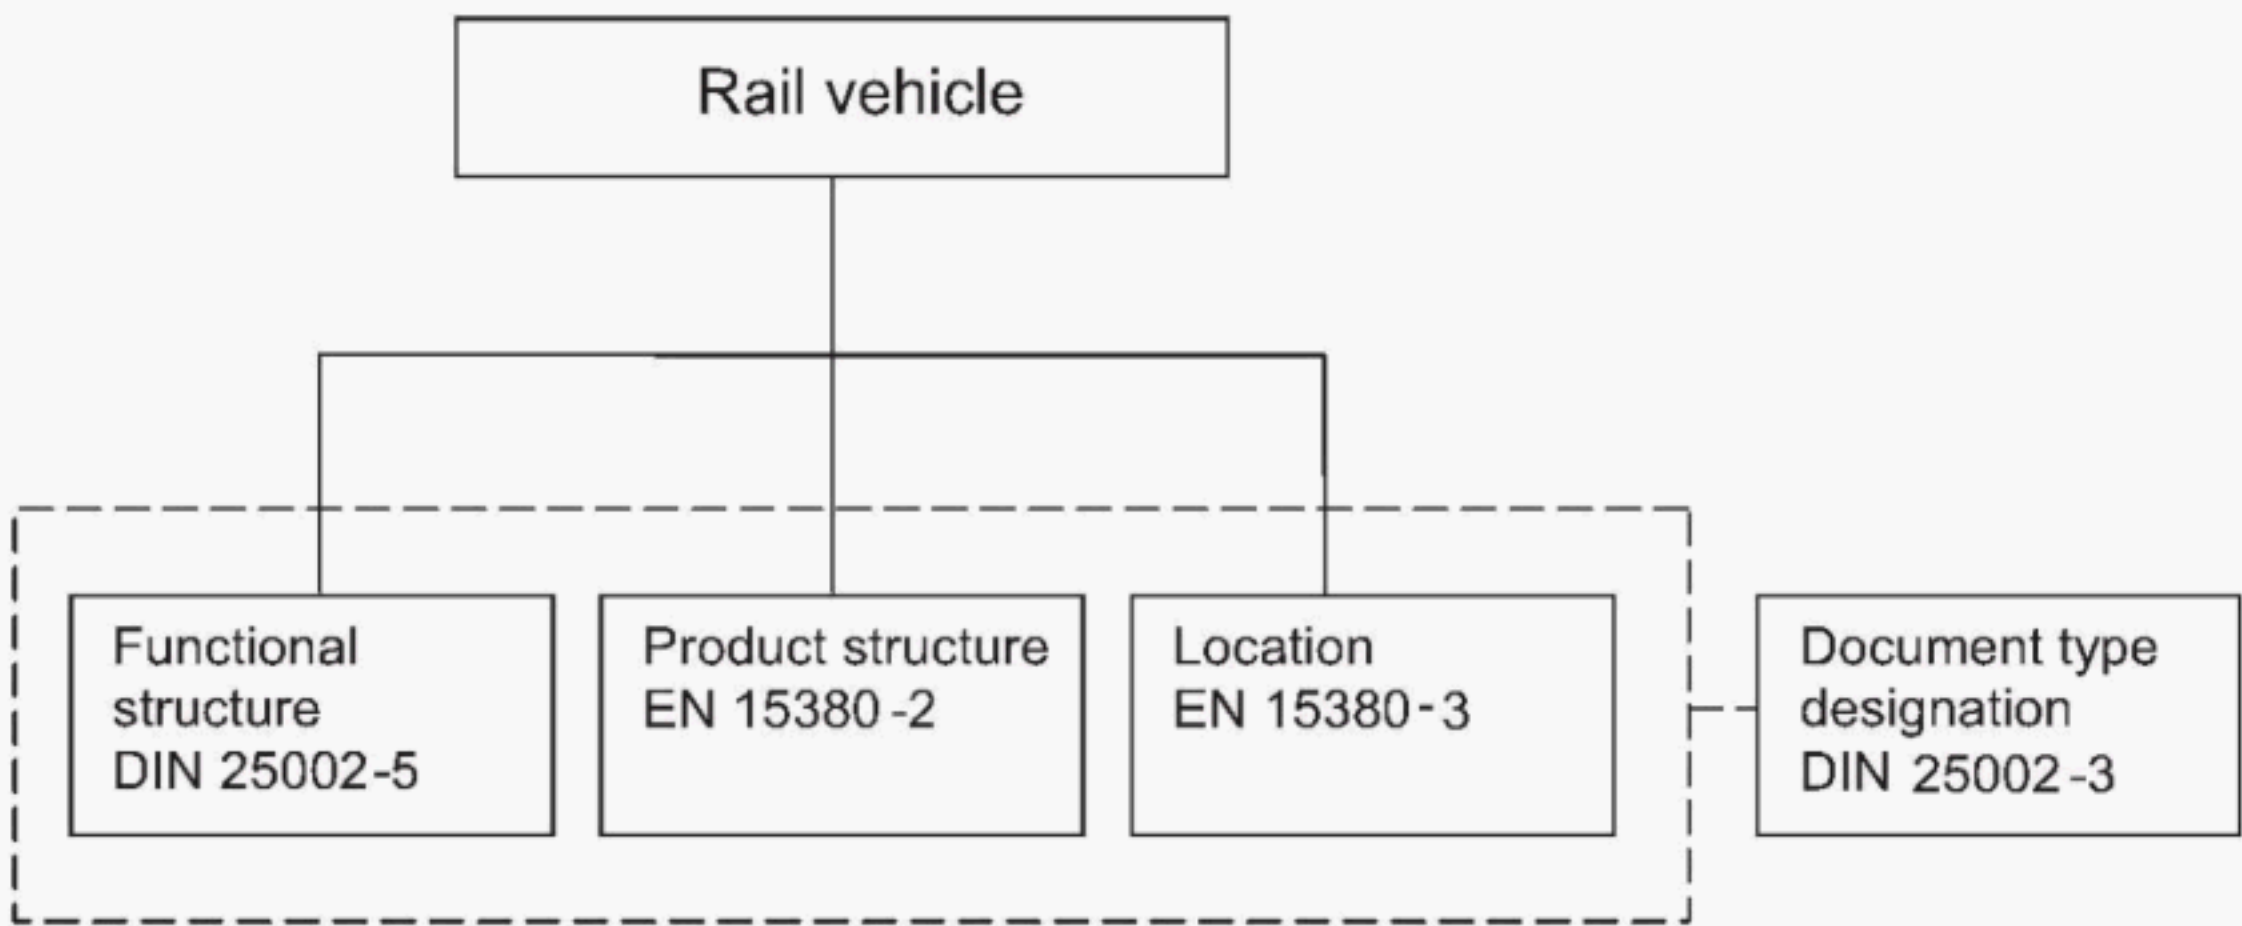 Rail vehicle
Functional
structure
DIN 25002-5
Product structure
EN 15380-2
Location
EN 15380-3
Document type
designation
DIN 25002-3